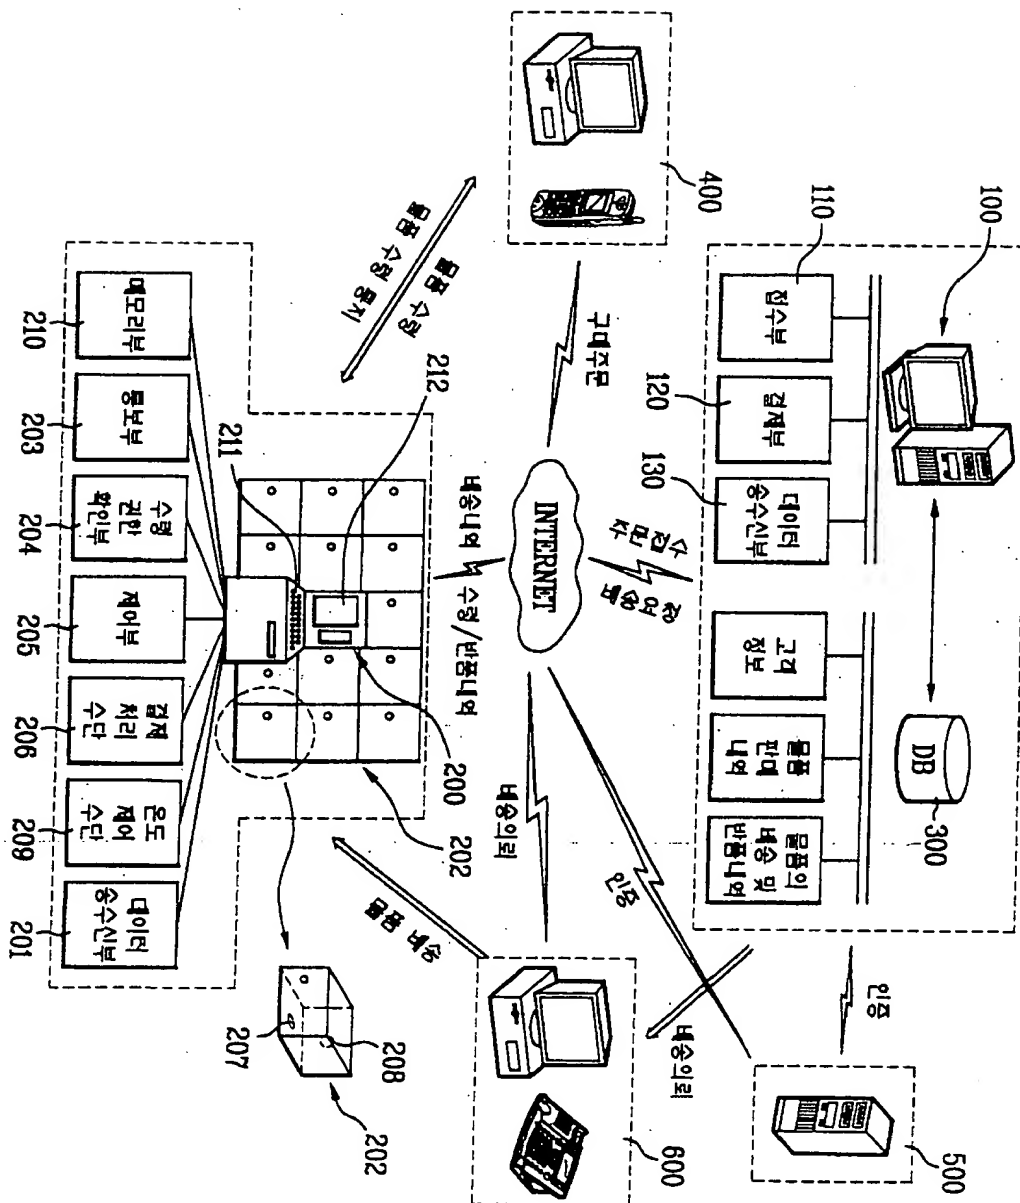 100
300
DB
110
접수부
120
결제부
130
데이터
송수신부
고객
정보
물품
판매
내역
물품의
배송 및
반품내역
인증
500
400
구매주문
주문접수
배송요청
INTERNET
인증
배송의뢰
배송의뢰
600
물품 수령
물품 수령 통지
배송내역
수령/반품내역
물품 배송
212
211
200
202
208
207
202
메모리부
210
통보부
203
수령
권한
확인부
204
제어부
205
결제
처리
수단
206
온도
제어
수단
209
데이터
송수신부
201